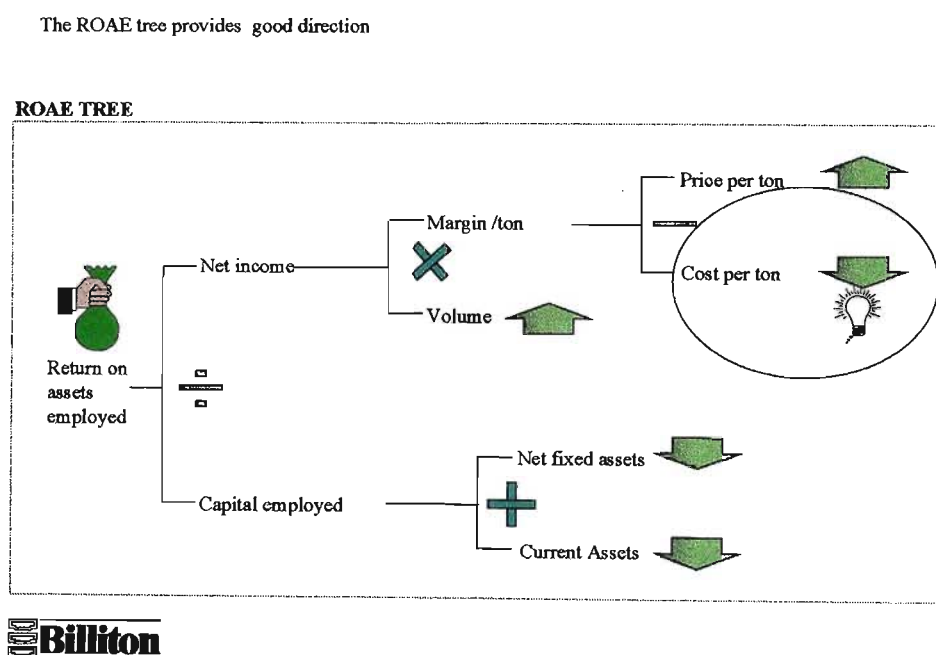 The ROAE tree provides good direction
ROAE TREE
Price per ton
Margin /ton
Net income
Cost per ton
Volume
Return on
assets
employed
Net fixed assets
Capital employed
Current Assets
Billiton